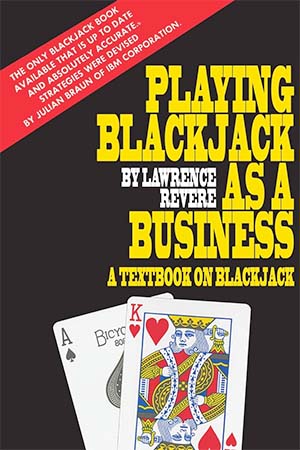 THE ONLY BLACKJACK BOOK
AVAILABLE THAT IS UP TO DATE
AND ABSOLUTELY ACCURATE.
STRATEGIES WERE DEVISED
BY JULIAN BRAUN OF IBM CORPORATION.
PLAYING
BLACKJACK
BY LAWRENCE
REVERE
AS A
BUSINESS
A TEXTBOOK ON BLACKJACK
A
BICYC
K
K